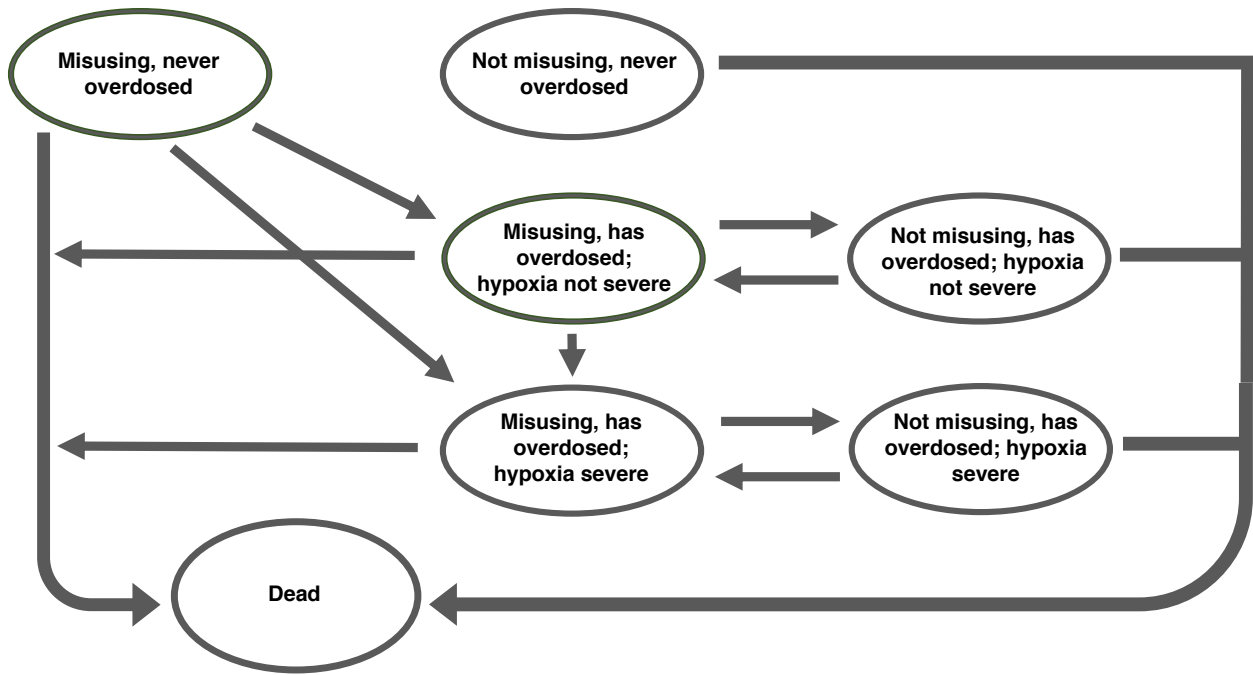 Misusing, never
overdosed
Not misusing, never
overdosed
Misusing, has
overdosed;
hypoxia not severe
Not misusing, has
overdosed; hypoxia
not severe
Misusing, has
overdosed;
hypoxia severe
Not misusing, has
overdosed; hypoxia
severe
Dead